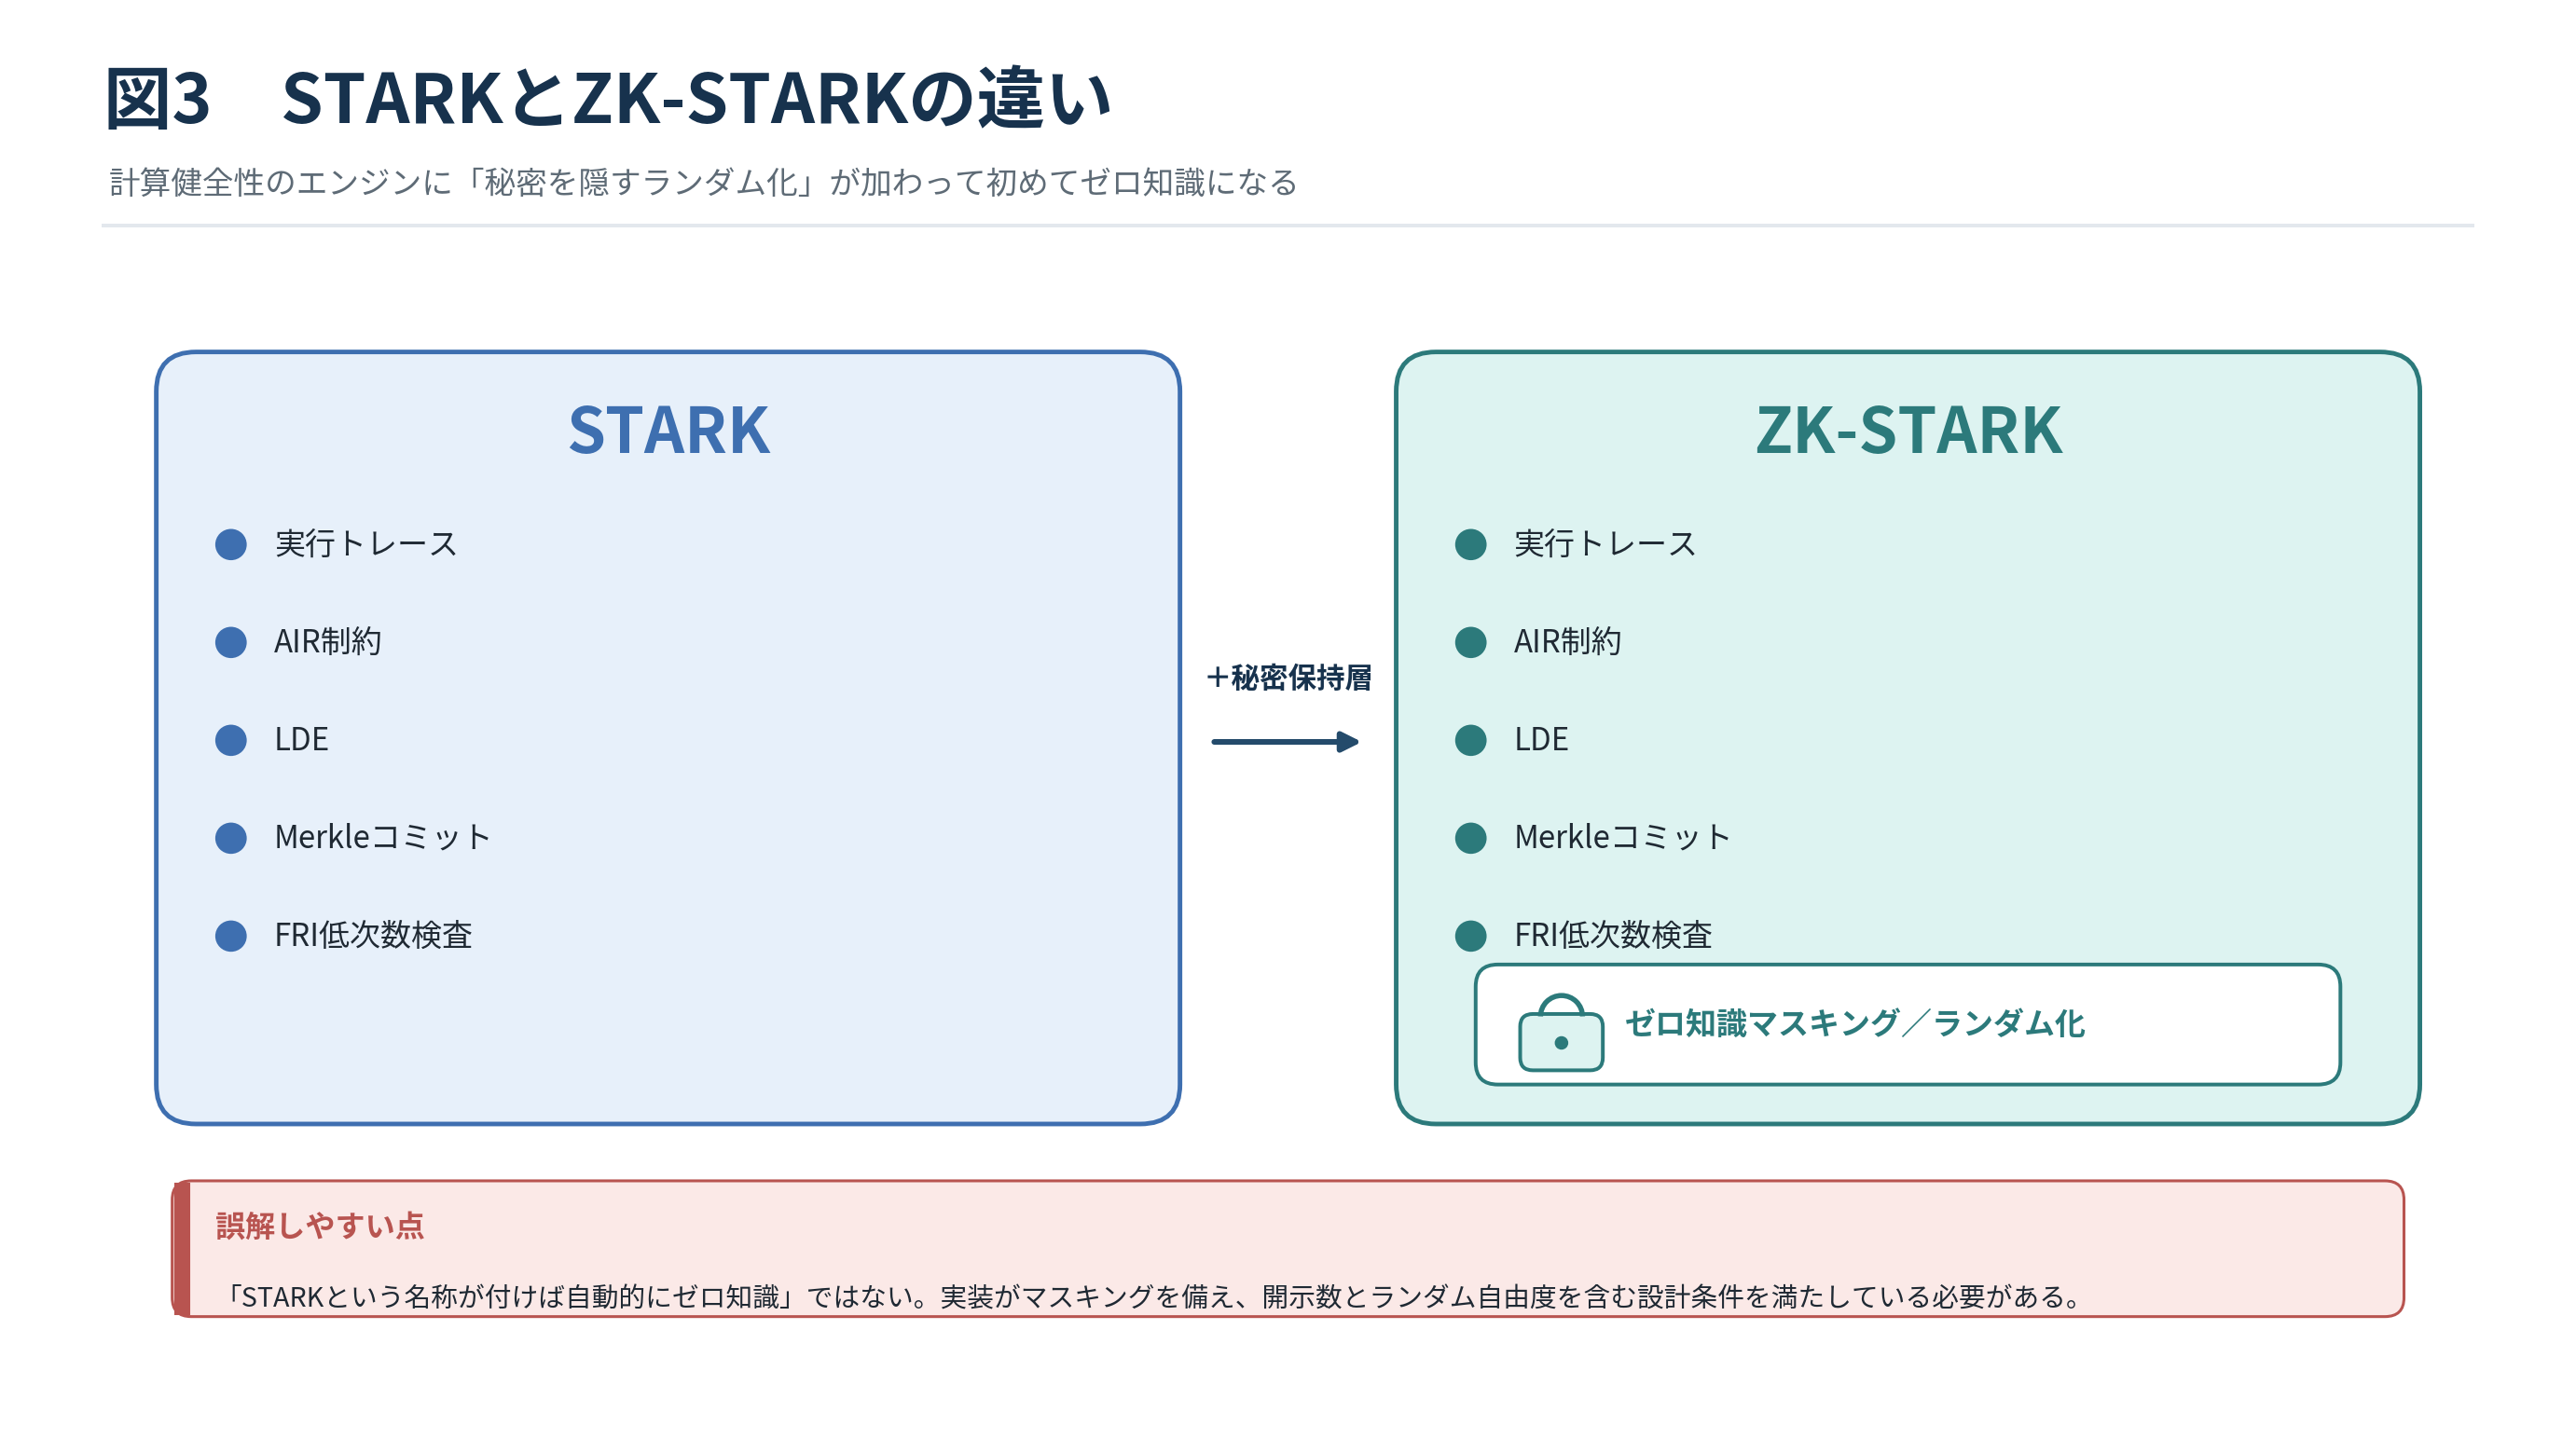 図3　STARKとZK-STARKの違い
計算健全性のエンジンに「秘密を隠すランダム化」が加わって初めてゼロ知識になる
STARK
実行トレース
AIR制約
LDE
Merkleコミット
FRI低次数検査
＋秘密保持層
ZK-STARK
実行トレース
AIR制約
LDE
Merkleコミット
FRI低次数検査
ゼロ知識マスキング／ランダム化
誤解しやすい点
「STARKという名称が付けば自動的にゼロ知識」ではない。実装がマスキングを備え、開示数とランダム自由度を含む設計条件を満たしている必要がある。